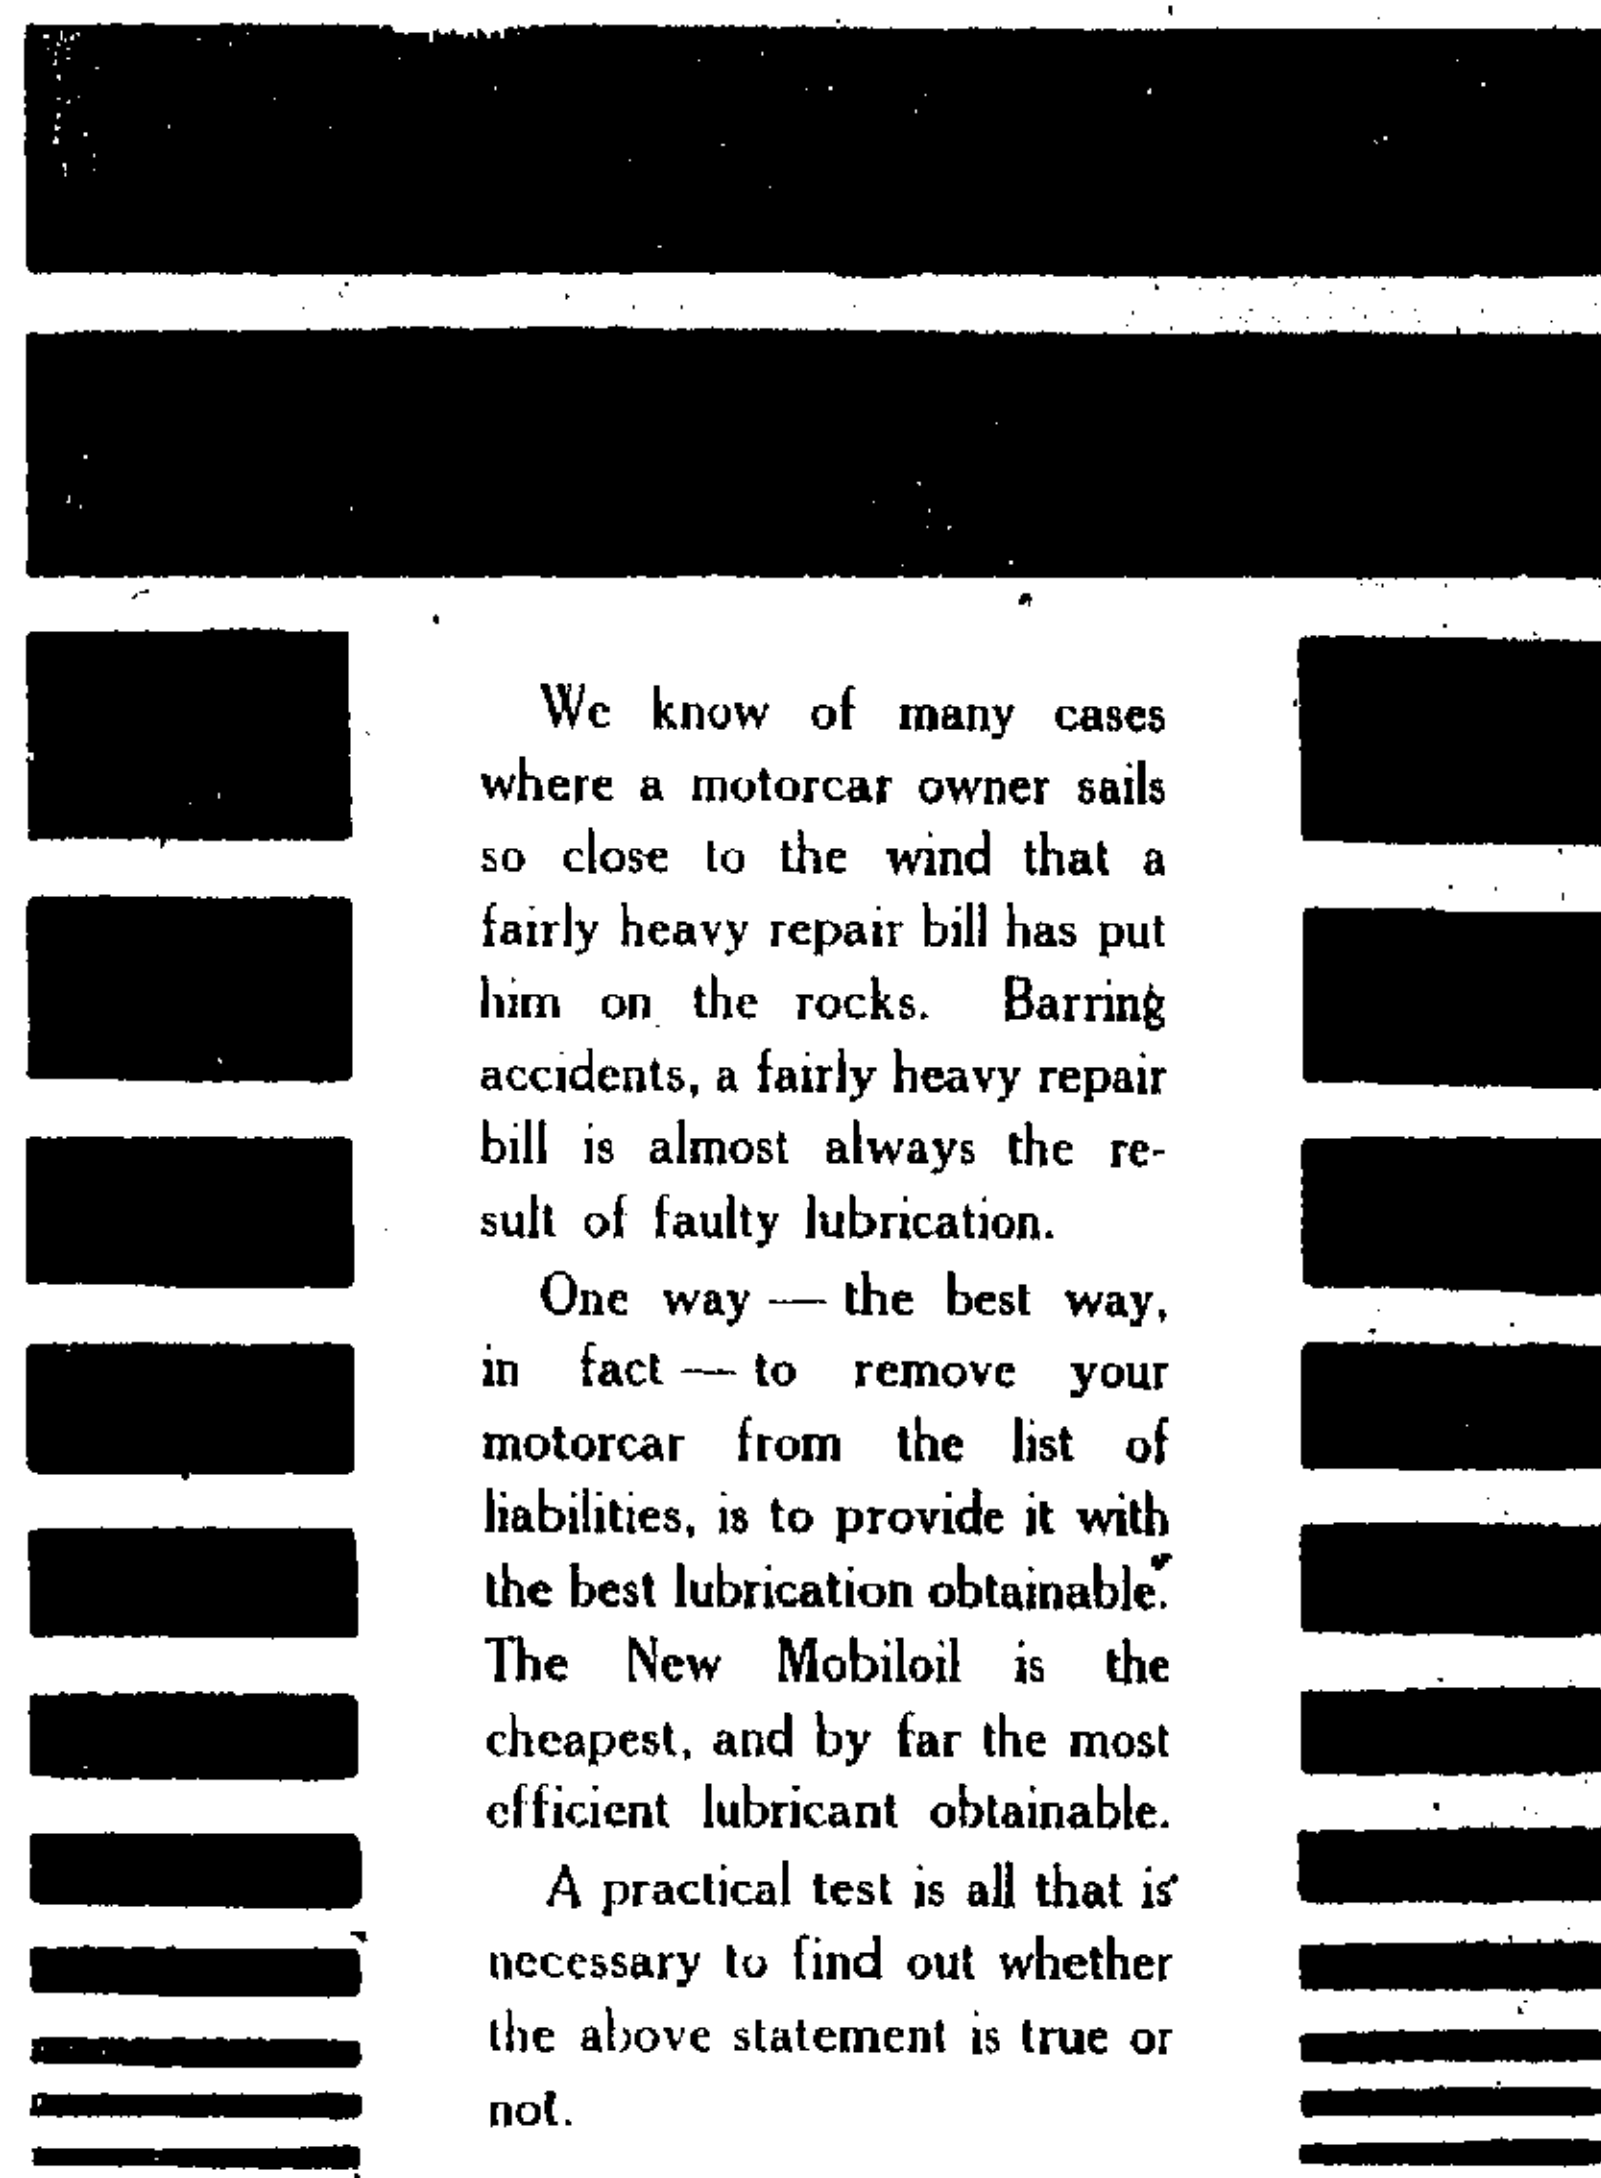 We know of many cases
where a motorcar owner sails
so close to the wind that a
fairly heavy repair bill has put
him on the rocks. Barring
accidents, a fairly heavy repair
bill is almost always the re-
sult of faulty lubrication.
One way — the best way,
in fact — to remove your
motorcar from the list of
liabilities, is to provide it with
the best lubrication obtainable.
The New Mobiloil is the
cheapest, and by far the most
efficient lubricant obtainable.
A practical test is all that is
necessary to find out whether
the above statement is true or
not.